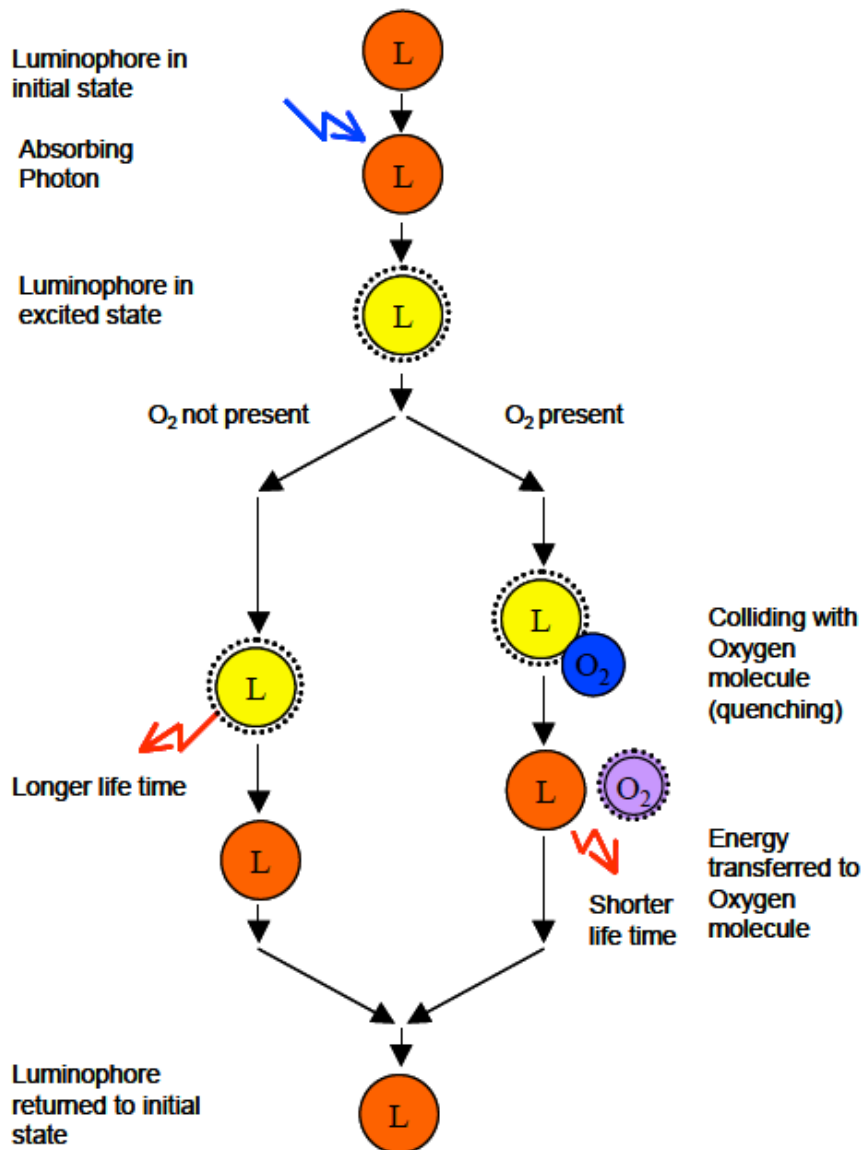 L
Luminophore in
initial state
L
Absorbing
Photon
Luminophore in
excited state
L
O₂ not present
O₂ present
L
O₂
Colliding with
Oxygen
molecule
(quenching)
L
Longer life time
L
O₂
L
Shorter
life time
Energy
transferred to
Oxygen
molecule
Luminophore
returned to initial
state
L